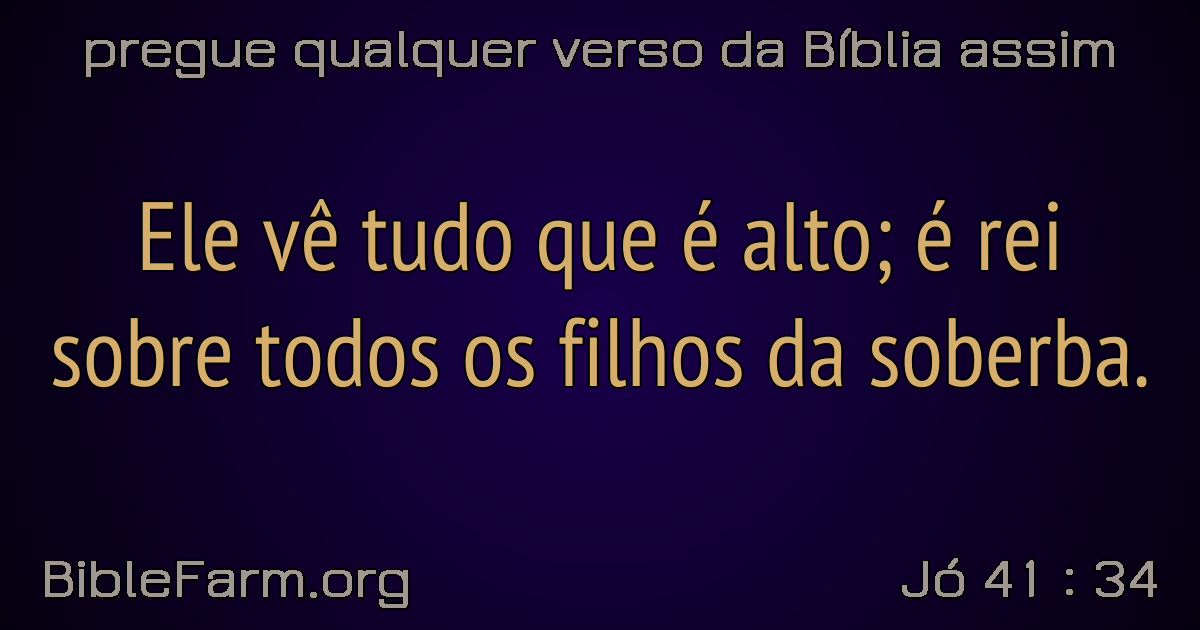 pregue qualquer verso da Bíblia assim
Ele vê tudo que é alto; é rei
sobre todos os filhos da soberba.
BibleFarm.org
Jó 41 : 34